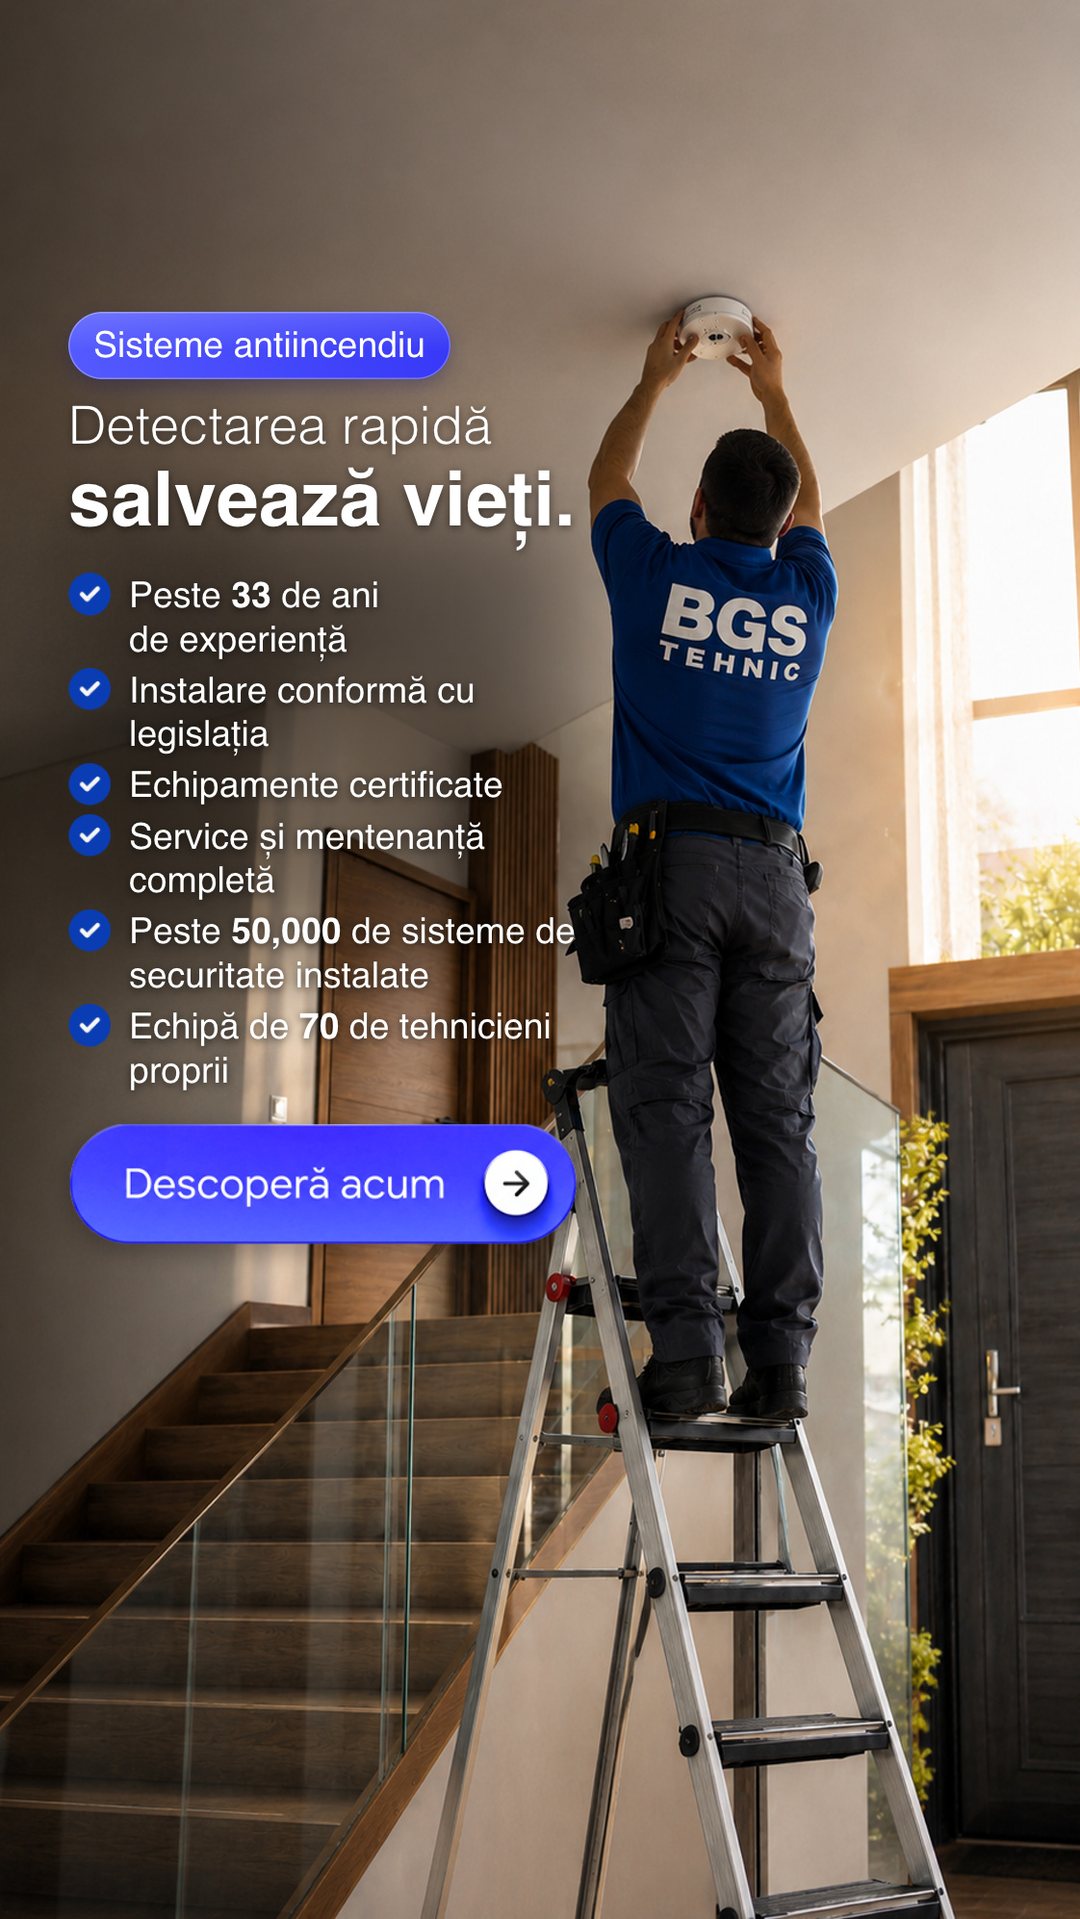 Sisteme antiincendiu
Detectarea rapidă
salvează vieți.
Peste 33 de ani
de experiență
Instalare conformă cu
legislația
Echipamente certificate
Service și mentenanță
completă
Peste 50,000 de sisteme de
securitate instalate
Echipă de 70 de tehnicieni
proprii
Descoperă acum
BGS
TEHNIC